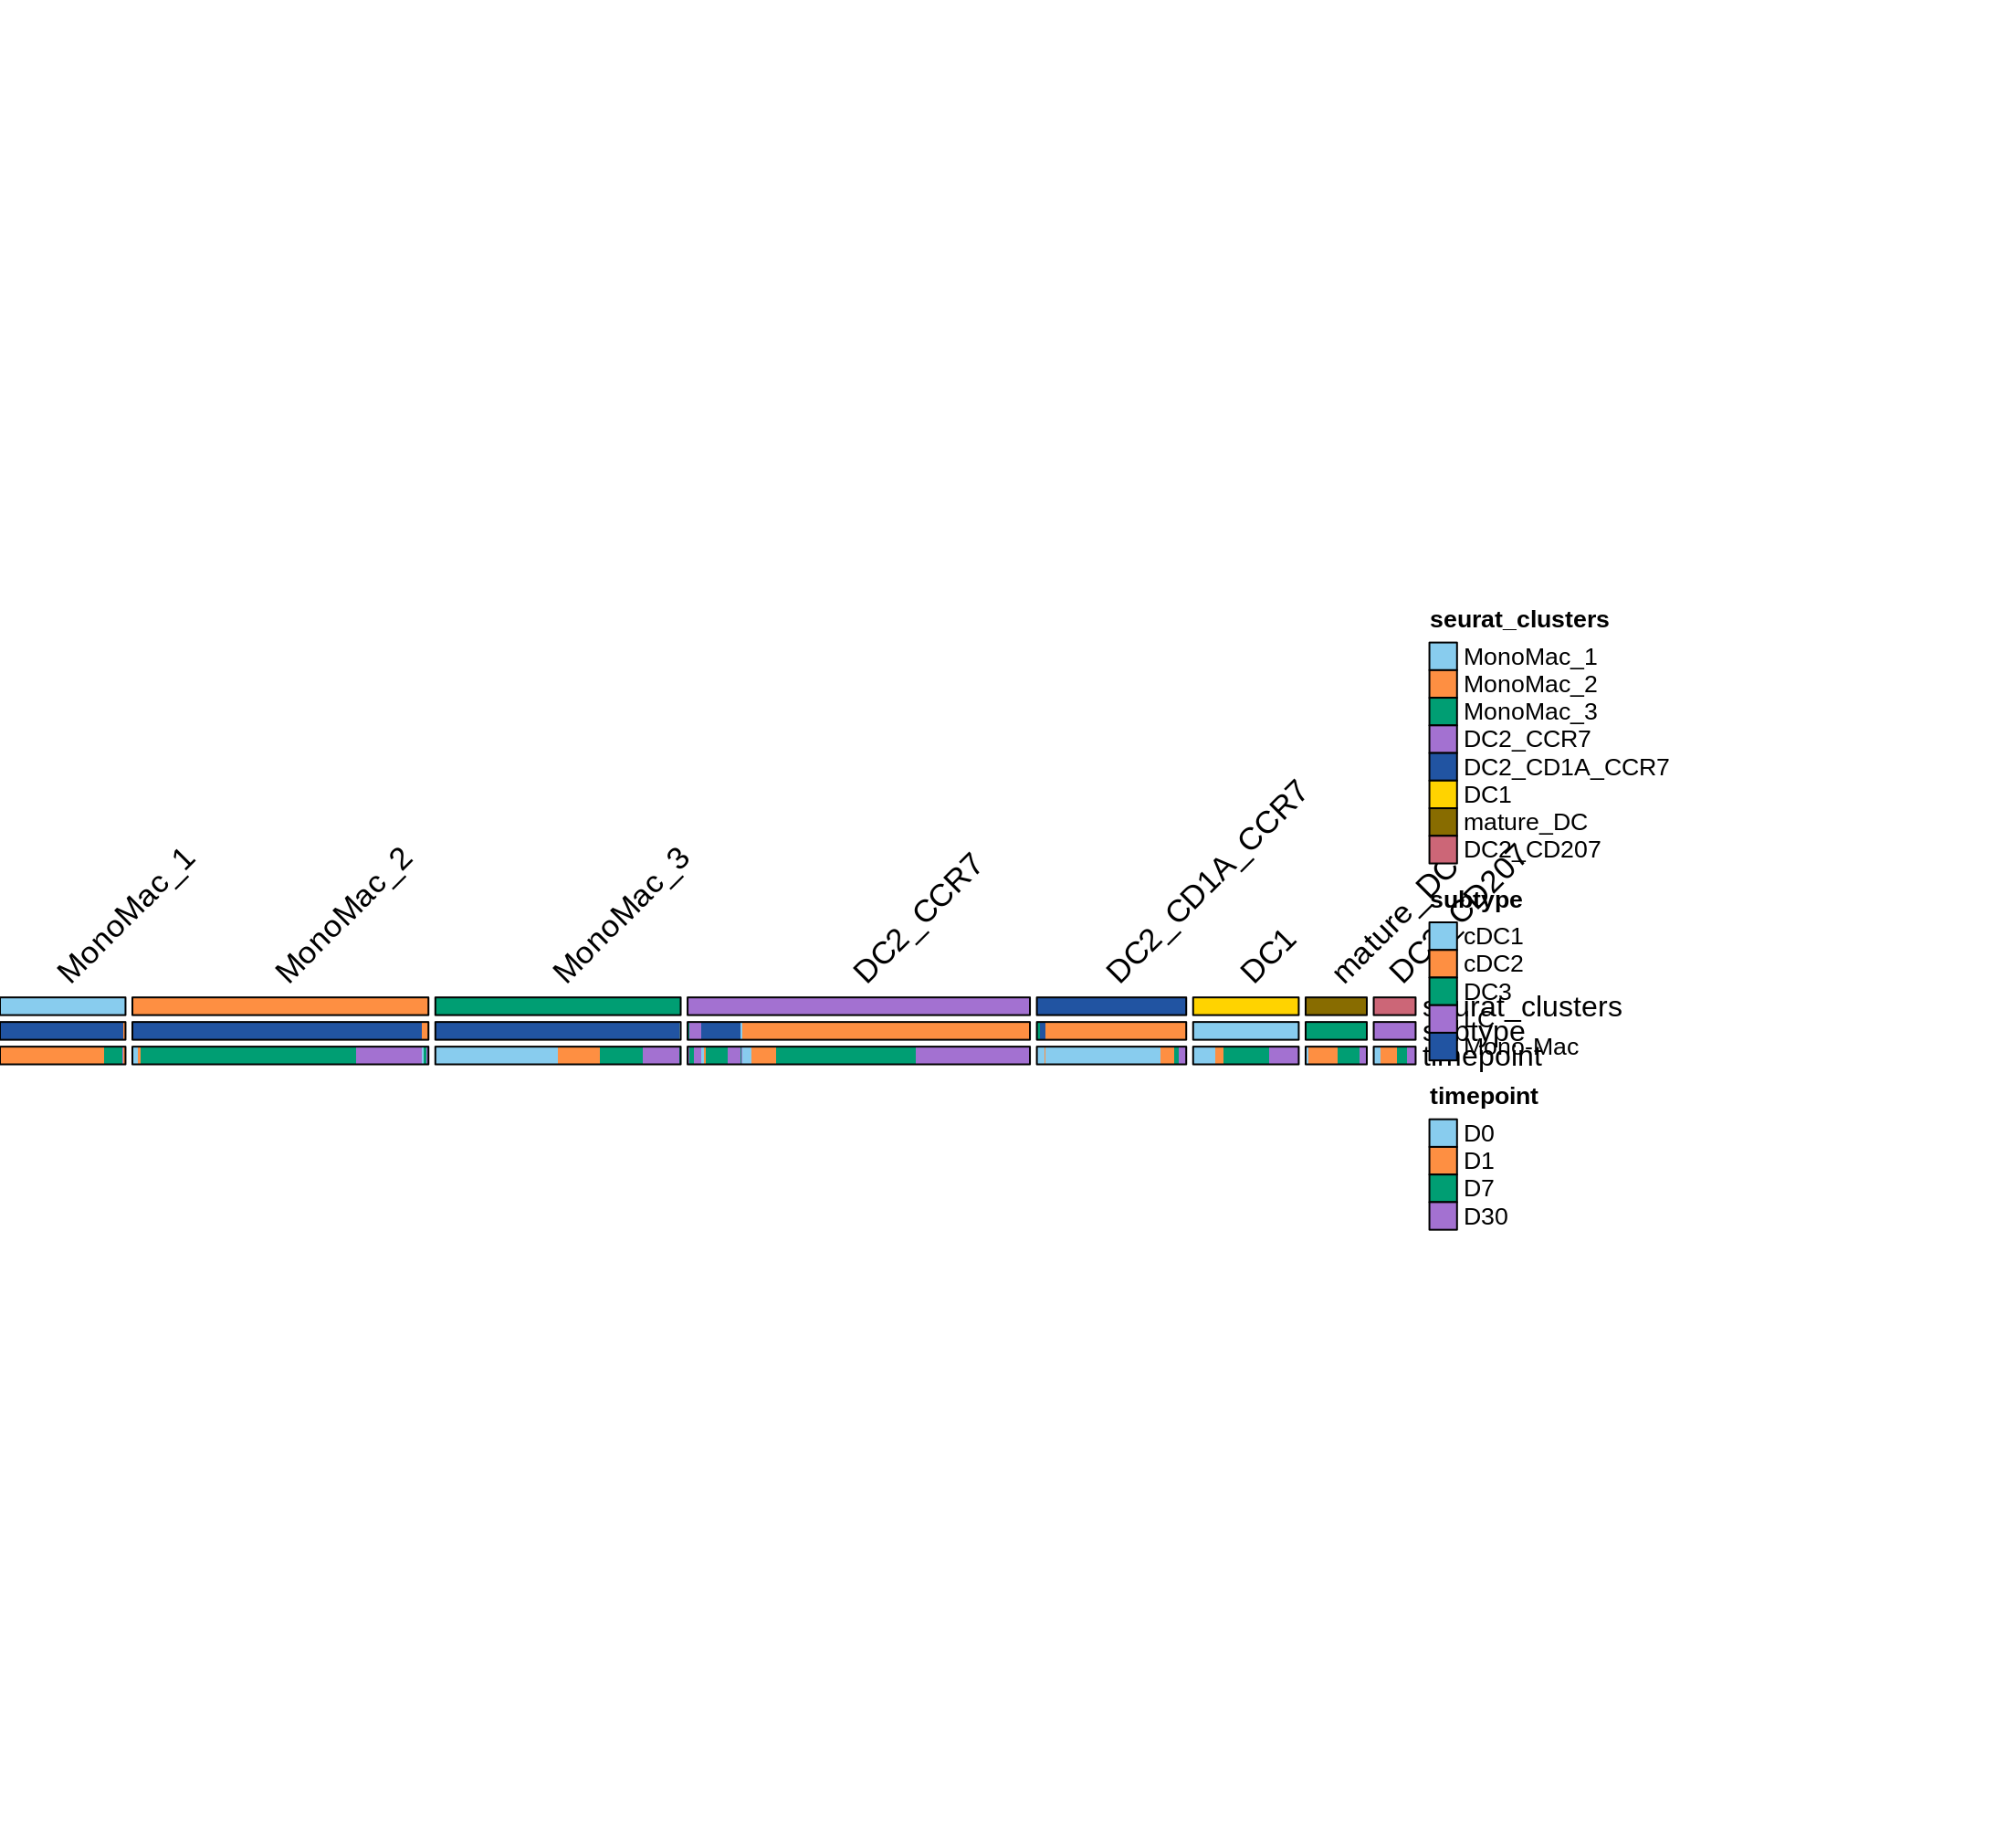 MonoMac_1
MonoMac_2
MonoMac_3
DC2_CCR7
DC2_CD1A_CCR7
DC1
mature_DC
DC2_CD207
seurat_clusters
subtype
timepoint
seurat_clusters
MonoMac_1
MonoMac_2
MonoMac_3
DC2_CCR7
DC2_CD1A_CCR7
DC1
mature_DC
DC2_CD207
subtype
cDC1
cDC2
DC3
Mono-Mac
timepoint
D0
D1
D7
D30